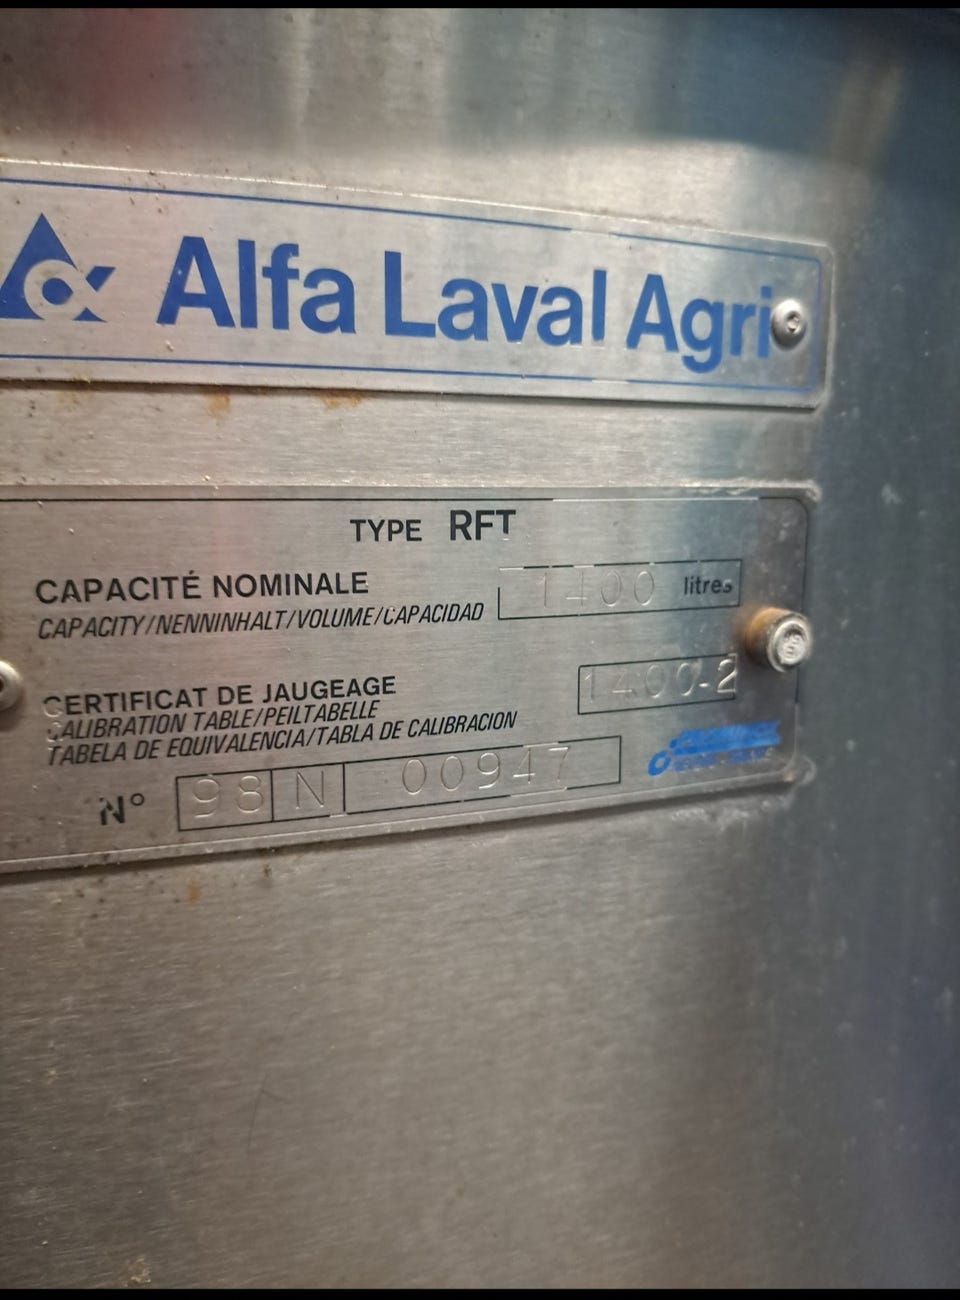 Alfa Laval Agri
TYPE RFT
CAPACITÉ NOMINALE 1400 litres
CAPACITY/NENNINHALT/VOLUME/CAPACIDAD
CERTIFICAT DE JAUGEAGE 1400-2
CALIBRATION TABLE/PEILTABELLE
TABELA DE EQUIVALENCIA/TABLA DE CALIBRACION
N° 98 N 00947